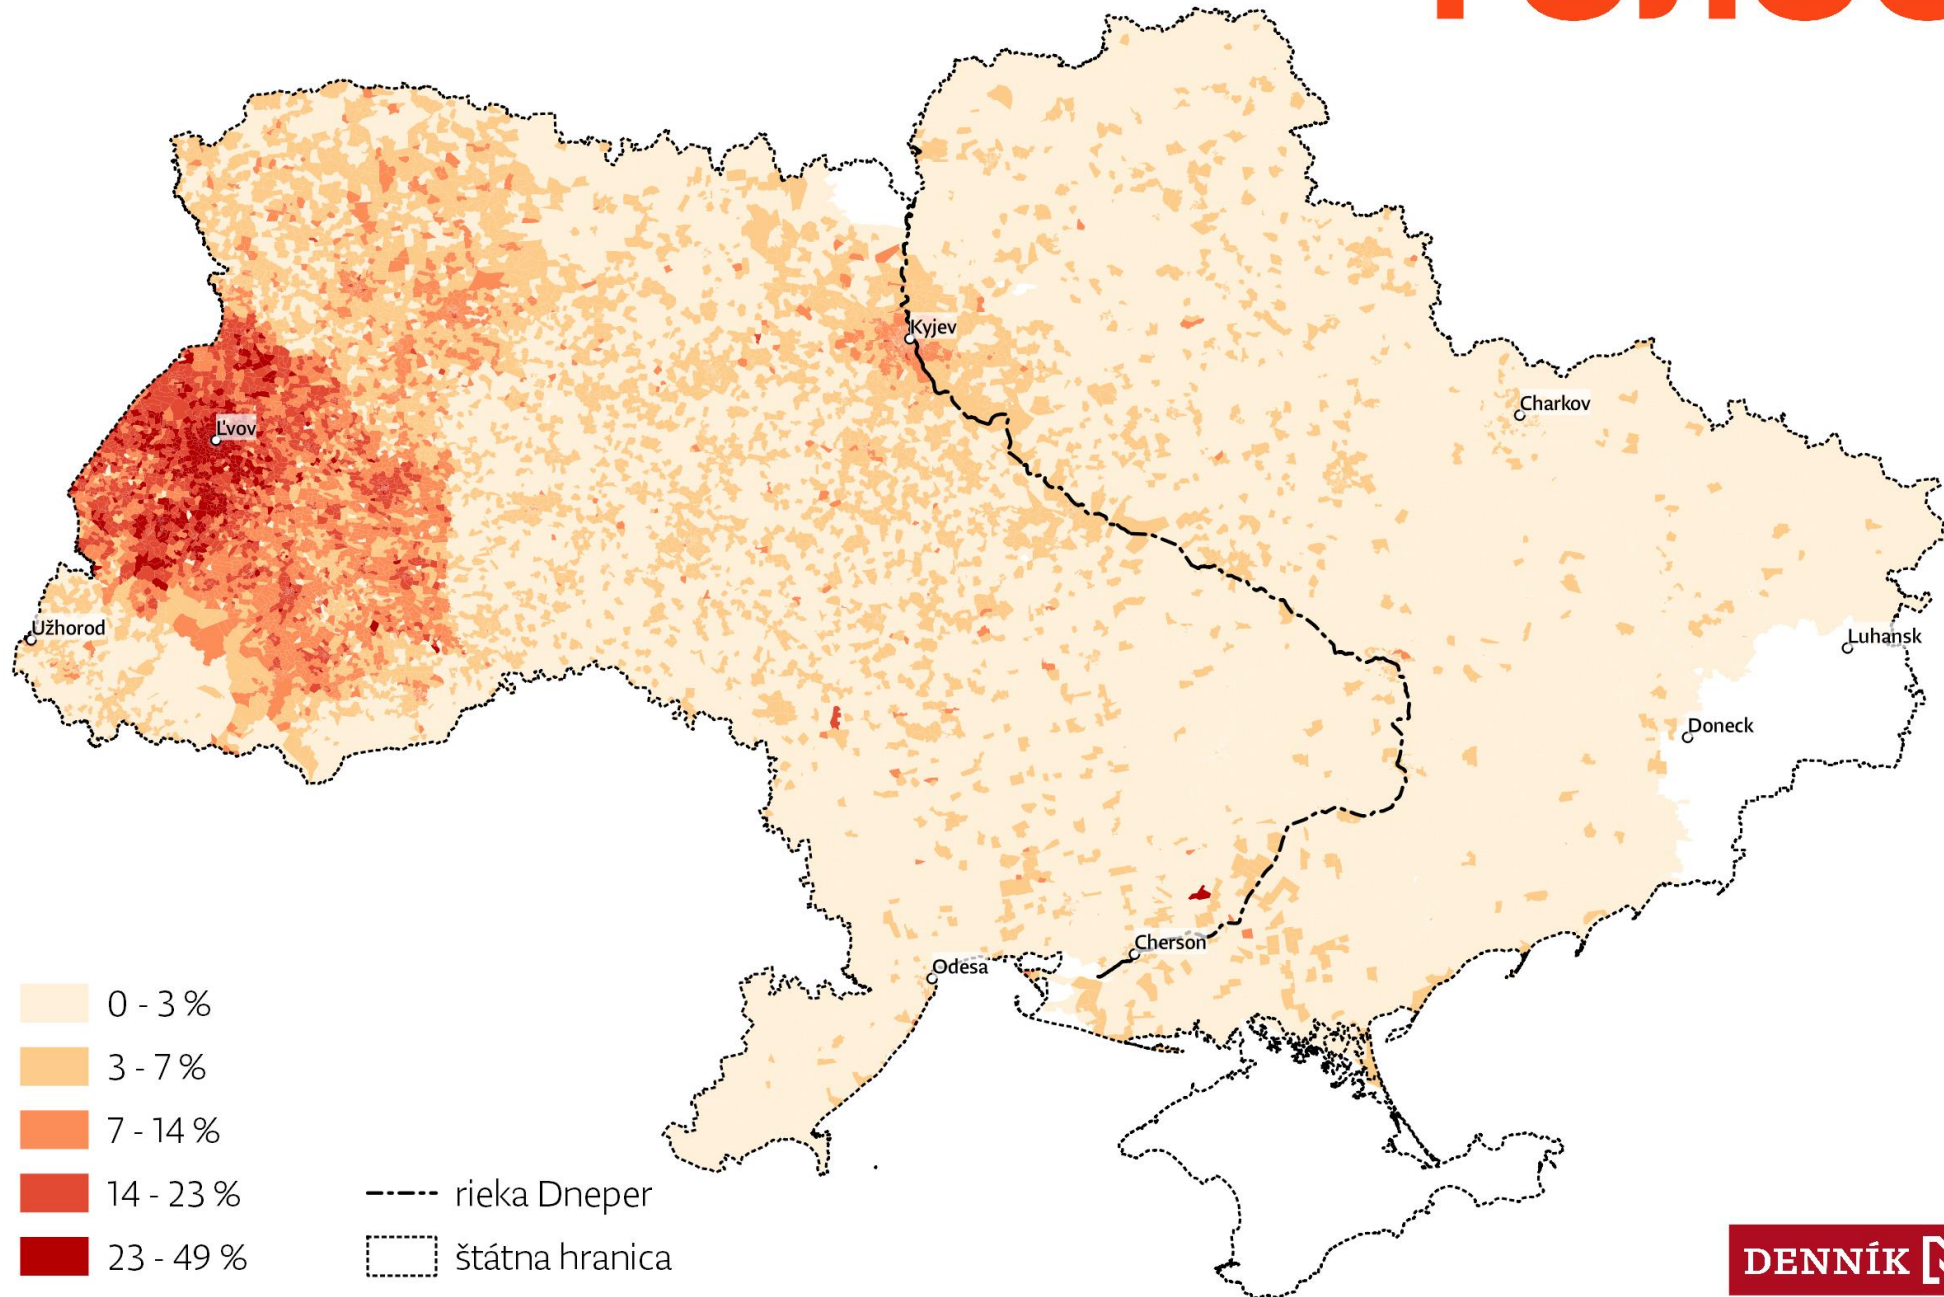 Kyjev
Charkov
Ľvov
Užhorod
Luhansk
Doneck
Cherson
Odesa
0 - 3 %
3 - 7 %
7 - 14 %
14 - 23 %
23 - 49 %
rieka Dneper
štátna hranica
DENNÍK N